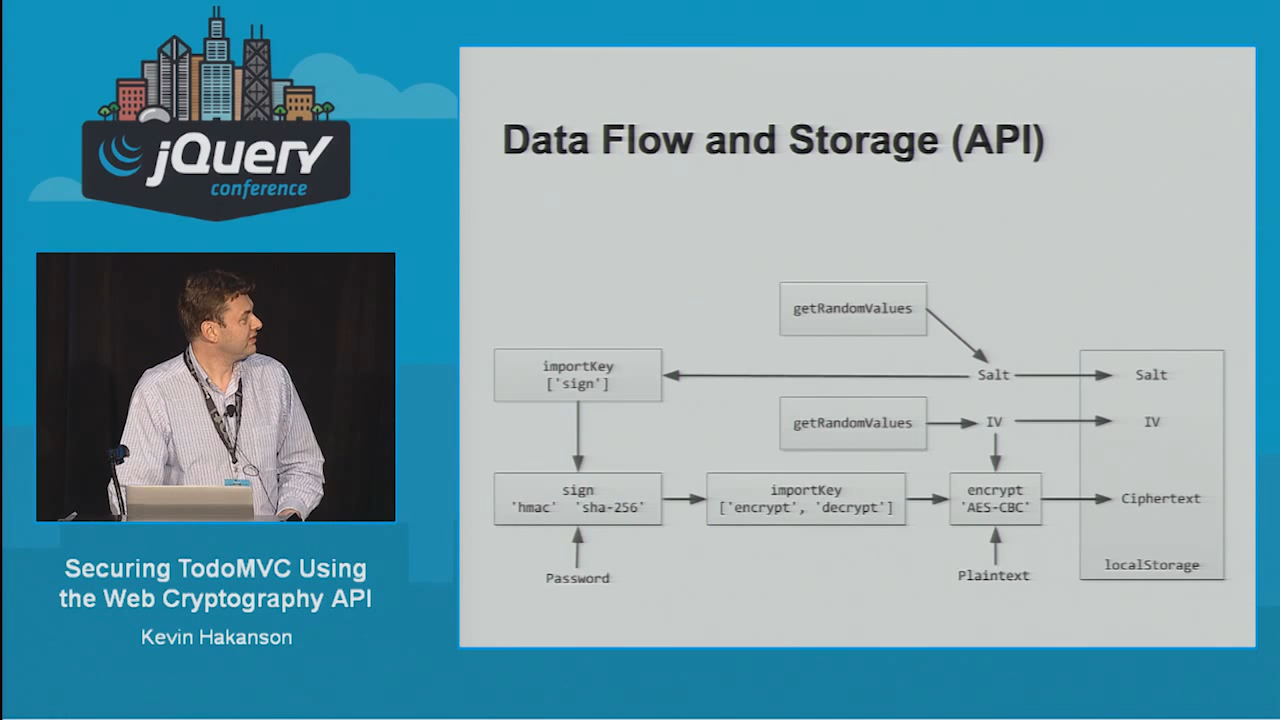 jQuery
conference
Securing TodoMVC Using
the Web Cryptography API
Kevin Hakanson
Data Flow and Storage (API)
getRandomValues
importKey
['sign']
Salt
Salt
getRandomValues
IV
IV
sign
'hmac' 'sha-256'
importKey
['encrypt', 'decrypt']
encrypt
'AES-CBC'
Ciphertext
Password
Plaintext
localStorage